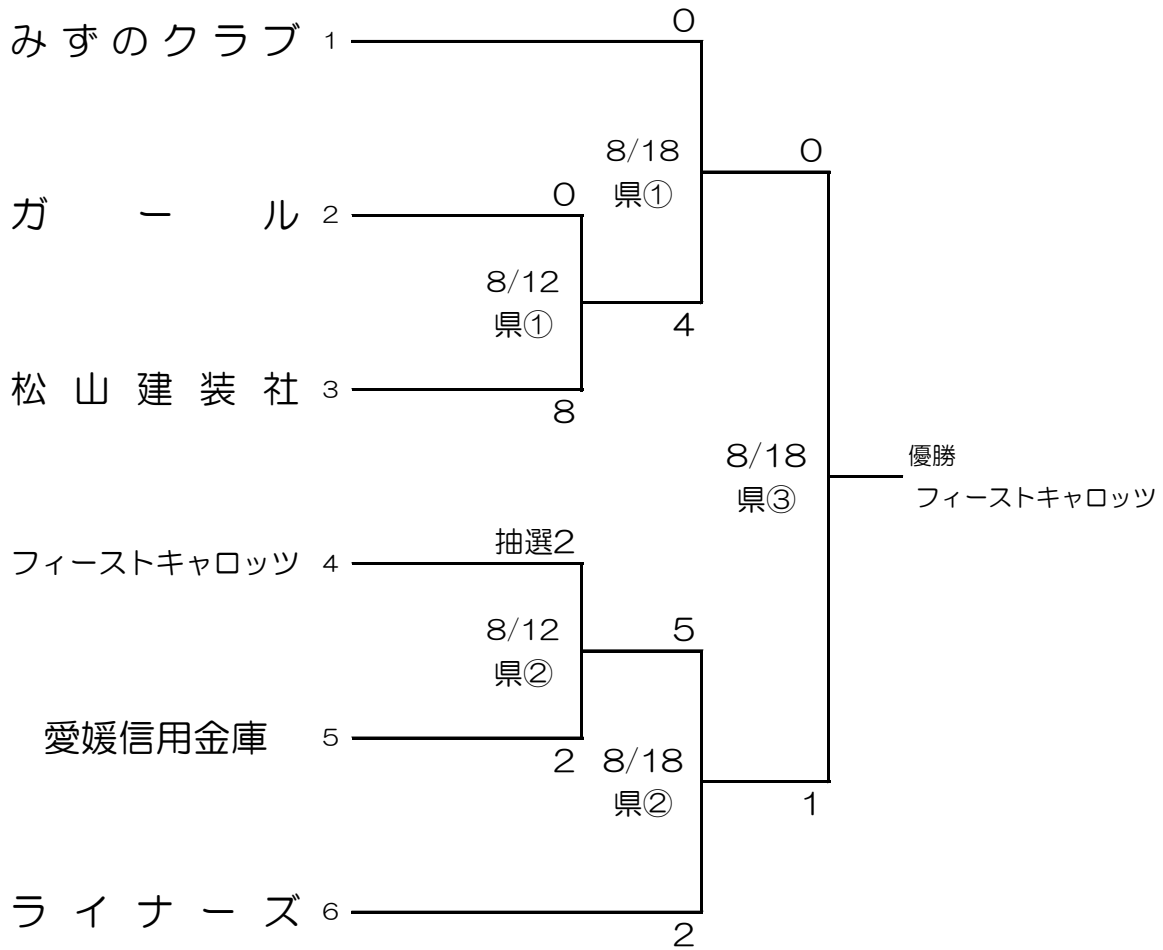 0
みずのクラブ 1
8/18
県①
0
0
ガール 2
8/12
県①
4
松山建装社 3
8
8/18
県③
優勝
フィーストキャロッツ
抽選2
フィーストキャロッツ 4
8/12
県②
5
愛媛信用金庫 5
2
8/18
県②
1
ライナーズ 6
2